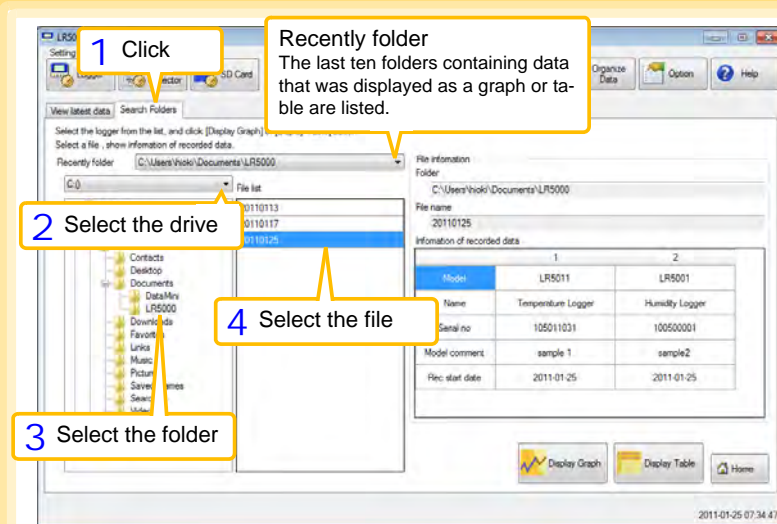 LR50
1 Click
Recently folder
The last ten folders containing data
that was displayed as a graph or ta-
ble are listed.
Setting
SD Card
Organize
Data
Option
Help
View latest data
Search Folders
Select the logger from the list, and click [Display Graph]
Select a file , show infomation of recorded data.
Recently folder
C:\Users\hioki\Documents\LR5000
C:()
File list
2 Select the drive
20110113
20110117
20110125
Contacts
Desktop
Documents
DataMini
LR5000
Downloads
Favorites
Links
Music
4 Select the file
3 Select the folder
File infomation
Folder
C:\Users\hioki\Documents\LR5000
File name
20110125
Infomation of recorded data
1 2
Model LR5011 LR5001
Name Temperature Logger Humidity Logger
Serial no 105011031 100500001
Model comment sample 1 sample2
Rec start date 2011-01-25 2011-01-25
Display Graph
Display Table
Home
2011-01-25 07:34:47